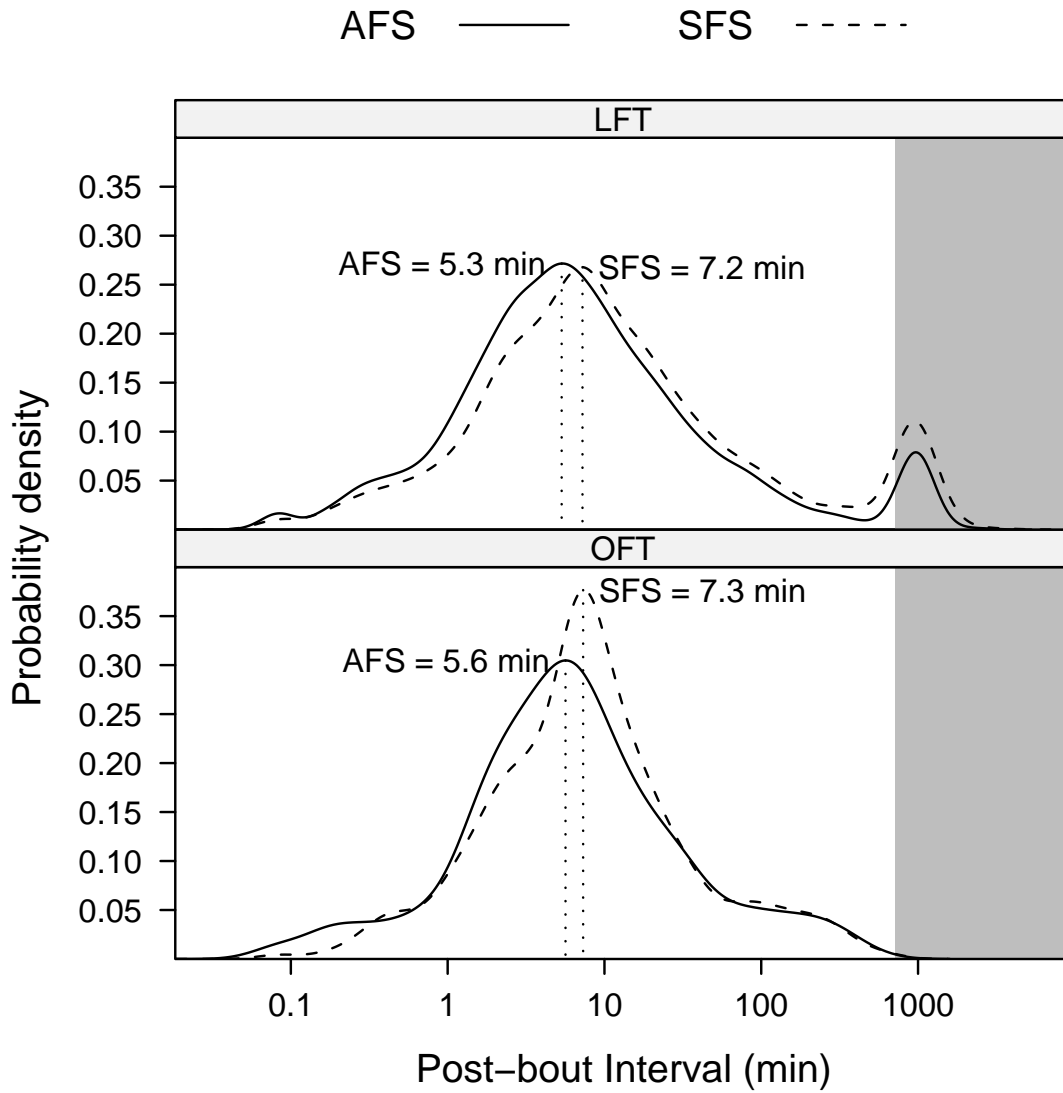 AFS SFS
LFT
0.35
0.30
0.25
0.20
0.15
0.10
0.05
AFS = 5.3 min SFS = 7.2 min
OFT
0.35
0.30
0.25
0.20
0.15
0.10
0.05
SFS = 7.3 min
AFS = 5.6 min
Probability density
0.1 1 10 100 1000
Post−bout Interval (min)